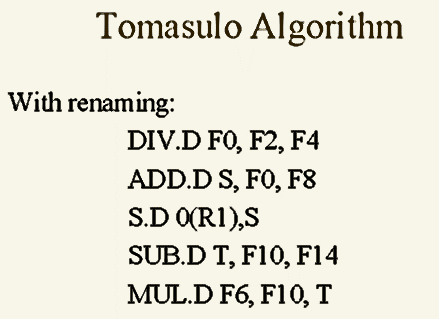 Tomasulo Algorithm
With renaming:
DIV.D F0, F2, F4
ADD.D S, F0, F8
S.D 0(R1),S
SUB.D T, F10, F14
MUL.D F6, F10, T